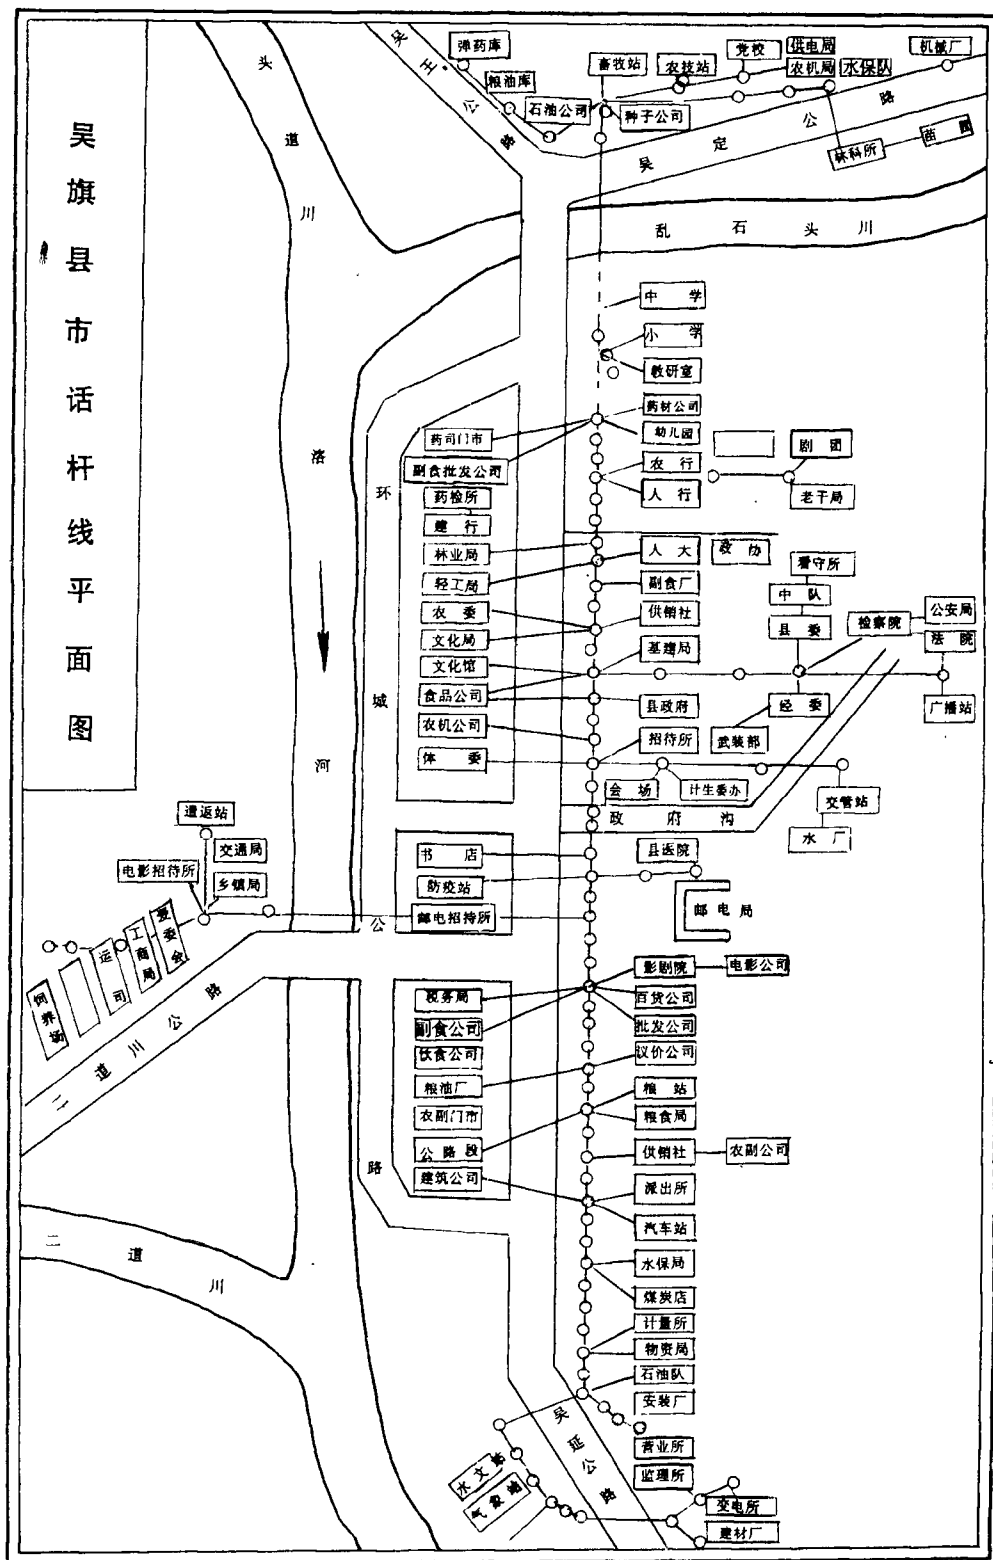 吴旗县市话杆线平面图
头道川
吴王公路
弹药库
粮油库
石油公司
畜牧站
农技站
党校
供电局
农机局
水保队
机械厂
种子公司
吴定公路
林科所
苗圃
乱石头川
中学
小学
教研室
药材公司
幼儿园
农行
人行
剧团
老干局
药司门市
副食批发公司
药检所
建行
林业局
轻工局
农委
文化局
文化馆
食品公司
农机公司
体委
洛河
环城公路
人大
政协
副食厂
供销社
基建局
县政府
招待所
看守所
中队
县委
经委
武装部
检察院
公安局
法院
广播站
会场
计生委办
交管站
水厂
政府沟
遣返站
交通局
电影招待所
乡镇局
爱委会
工商局
运司
饲养场
书店
防疫站
邮电招待所
县医院
邮电局
二道川公路
税务局
副食公司
饮食公司
粮油厂
农副门市
公路段
建筑公司
影剧院
电影公司
百货公司
批发公司
议价公司
粮站
粮食局
供销社
农副公司
派出所
汽车站
水保局
煤炭店
计量所
物资局
石油队
安装厂
营业所
监理所
变电所
建材厂
二道川
吴延公路
水文站
气象站